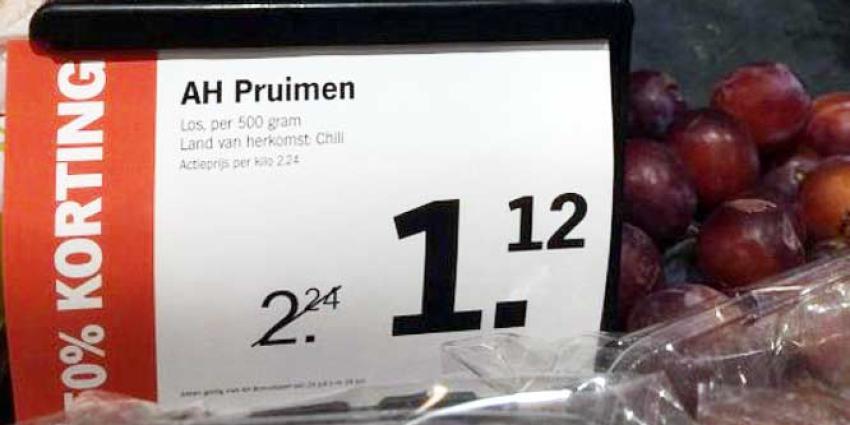 50% KORTING
AH Pruimen
Los, per 500 gram
Land van herkomst: Chili
Actieprijs per kilo 2.24
2.24
1.12